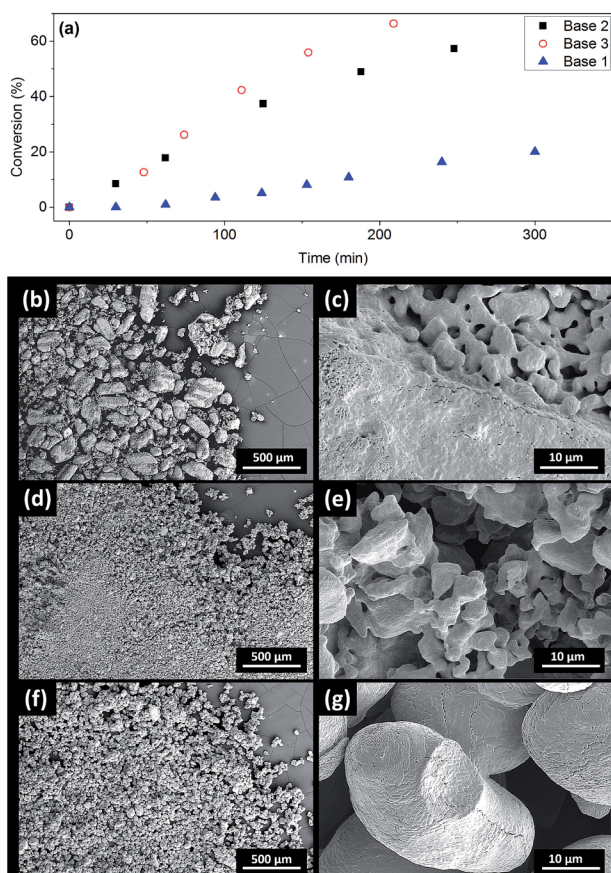 (a)
Base 2
Base 3
Base 1
60
40
20
0
Conversion (%)
0
100
200
300
Time (min)
(b)
500 µm
(c)
10 µm
(d)
500 µm
(e)
10 µm
(f)
500 µm
(g)
10 µm